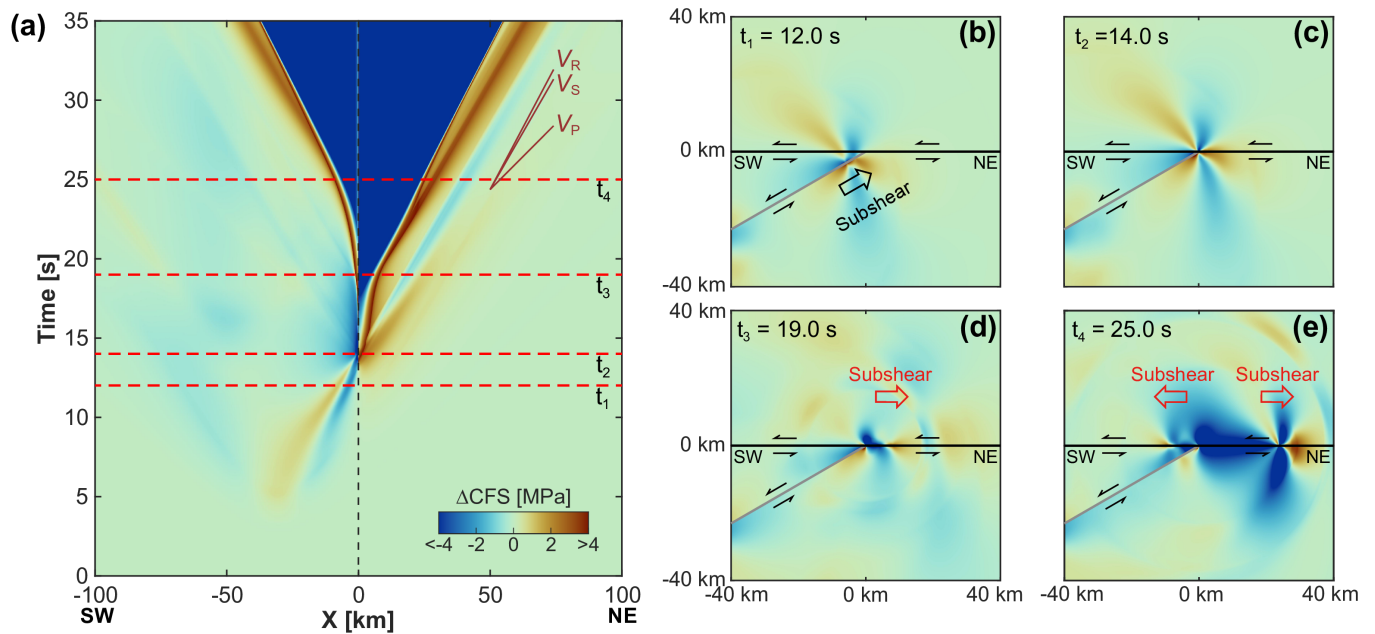 (a)
35
30
25
20
15
10
5
0
Time [s]
V_R
V_S
V_P
t₄
t₃
t₂
t₁
ΔCFS [MPa]
<-4 -2 0 2 >4
-100 -50 0 50 100
SW X [km] NE
40 km
0 km
-40 km
t₁ = 12.0 s (b)
SW NE
Subshear
t₂ =14.0 s (c)
SW NE
40 km
0 km
-40 km
t₃ = 19.0 s (d)
Subshear
SW NE
-40 km 0 km 40 km
t₄ = 25.0 s (e)
Subshear Subshear
SW NE
-40 km 0 km 40 km